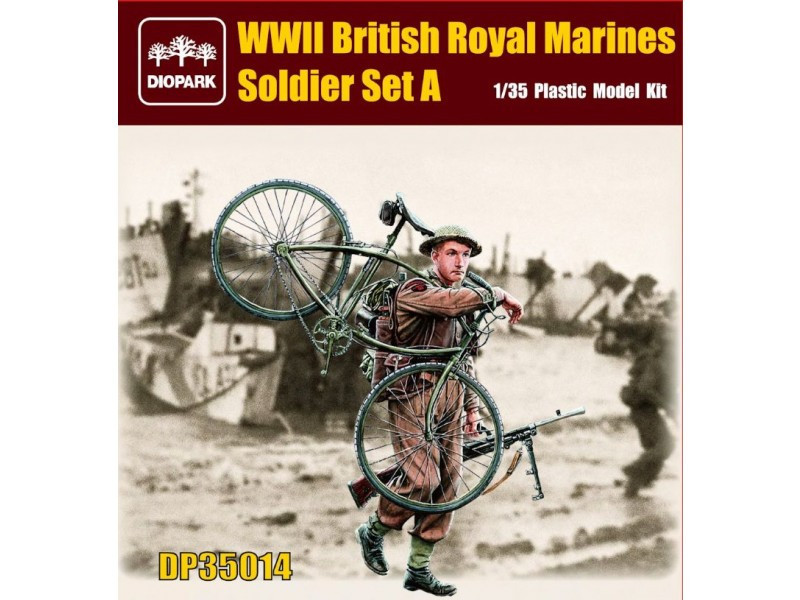 DIOPARK
WWII British Royal Marines
Soldier Set A
1/35 Plastic Model Kit
DP35014